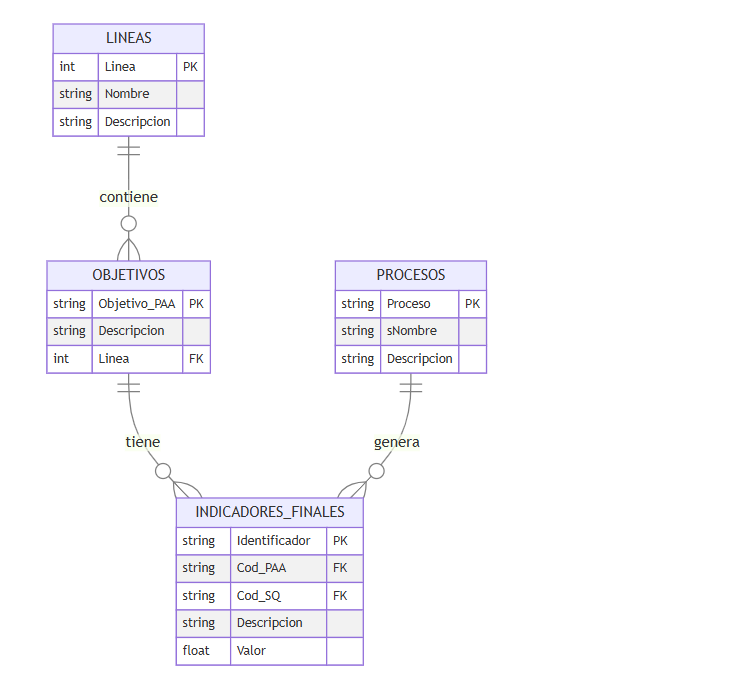 LINEAS
int Linea PK
string Nombre
string Descripcion
contiene
OBJETIVOS
string Objetivo_PAA PK
string Descripcion
int Linea FK
PROCESOS
string Proceso PK
string sNombre
string Descripcion
tiene
genera
INDICADORES_FINALES
string Identificador PK
string Cod_PAA FK
string Cod_SQ FK
string Descripcion
float Valor